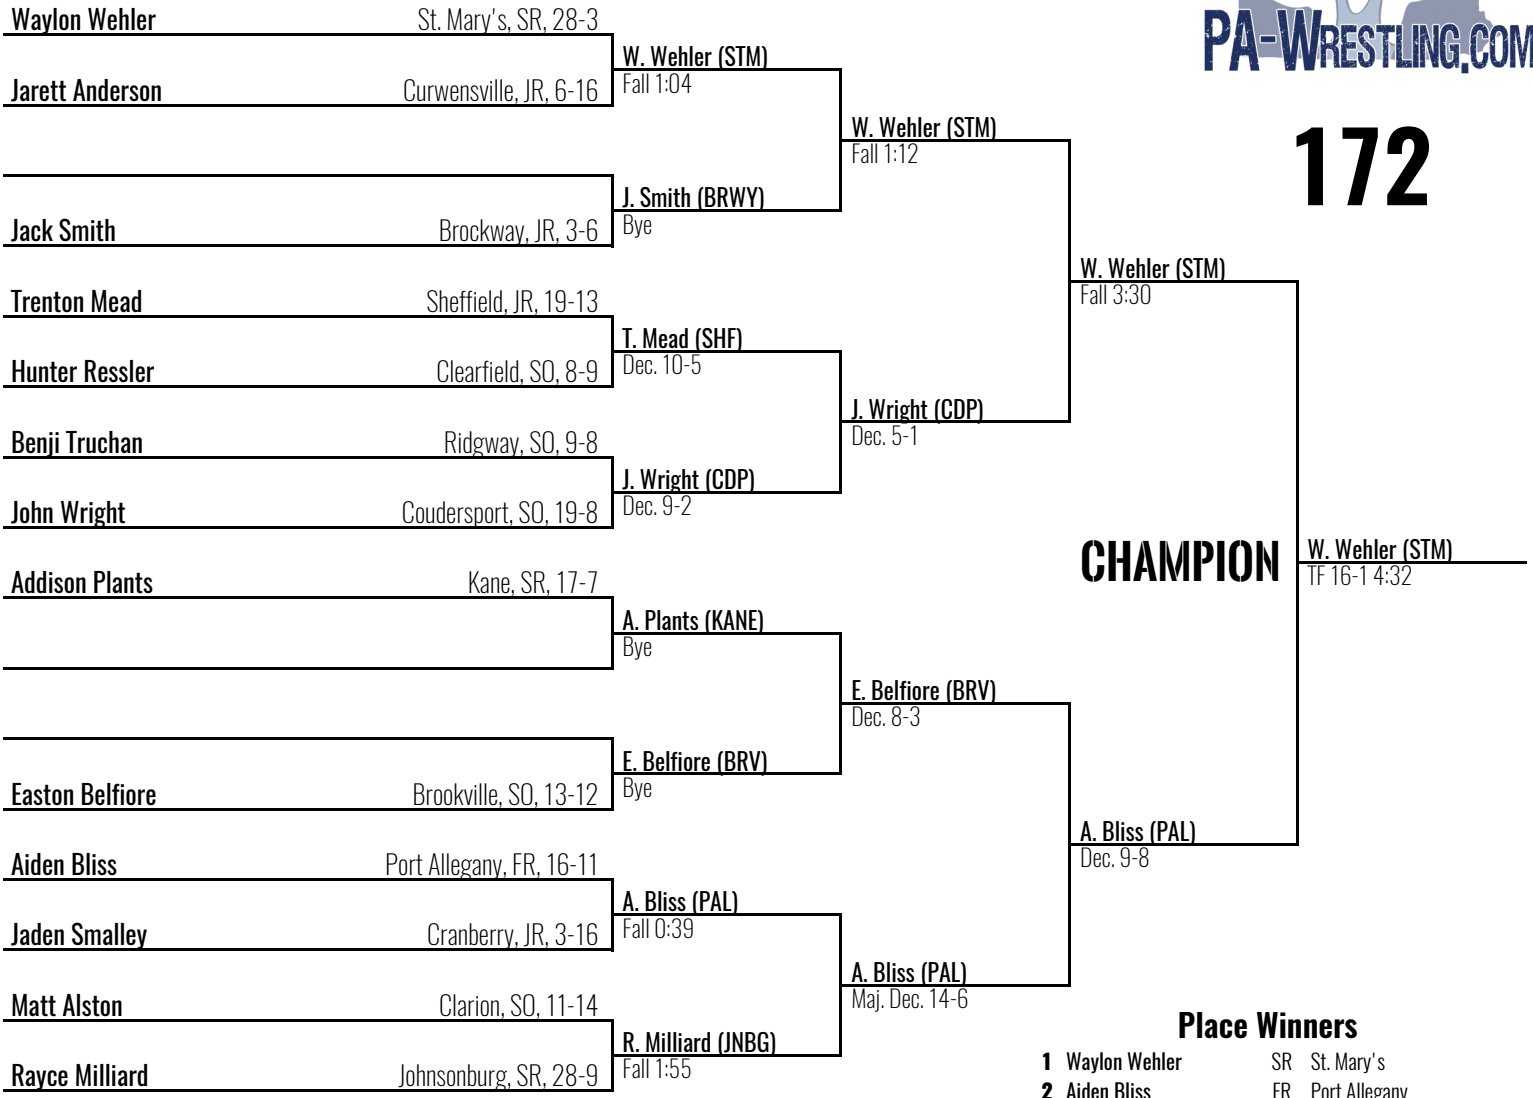 Waylon Wehler St. Mary's, SR, 28-3
PA-WRESTLING.COM
W. Wehler (STM)
Fall 1:04
Jarett Anderson Curwensville, JR, 6-16
W. Wehler (STM)
Fall 1:12
172
J. Smith (BRWY)
Bye
Jack Smith Brockway, JR, 3-6
W. Wehler (STM)
Fall 3:30
Trenton Mead Sheffield, JR, 19-13
T. Mead (SHF)
Dec. 10-5
Hunter Ressler Clearfield, SO, 8-9
J. Wright (CDP)
Dec. 5-1
Benji Truchan Ridgway, SO, 9-8
J. Wright (CDP)
Dec. 9-2
John Wright Coudersport, SO, 19-8
CHAMPION
W. Wehler (STM)
TF 16-1 4:32
Addison Plants Kane, SR, 17-7
A. Plants (KANE)
Bye
E. Belfiore (BRV)
Dec. 8-3
E. Belfiore (BRV)
Bye
Easton Belfiore Brookville, SO, 13-12
A. Bliss (PAL)
Dec. 9-8
Aiden Bliss Port Allegany, FR, 16-11
A. Bliss (PAL)
Fall 0:39
Jaden Smalley Cranberry, JR, 3-16
A. Bliss (PAL)
Maj. Dec. 14-6
Matt Alston Clarion, SO, 11-14
R. Milliard (JNBG)
Fall 1:55
Rayce Milliard Johnsonburg, SR, 28-9
Place Winners
1 Waylon Wehler SR St. Mary's
2 Aiden Bliss FR Port Allegany